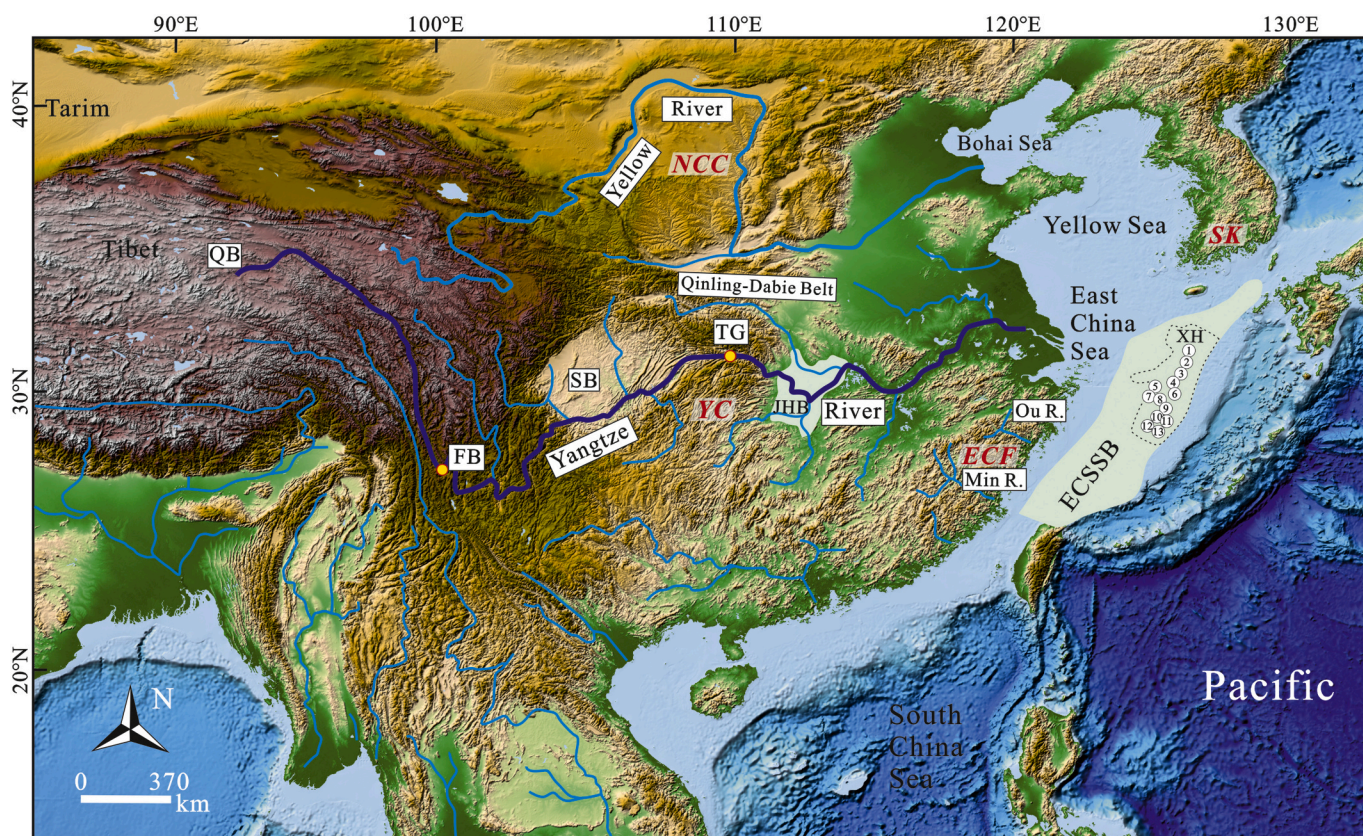 90°E
100°E
110°E
120°E
130°E
40°N
30°N
20°N
Tarim
River
Yellow
NCC
Bohai Sea
Yellow Sea
SK
Tibet
QB
Qinling-Dabie Belt
East
China
Sea
TG
XH
1
2
3
4
5
6
7
8
9
10
11
12
13
SB
JHB
YC
River
Ou R.
Yangtze
FB
ECF
Min R.
ECSSB
Pacific
South
China
Sea
N
0 370
km